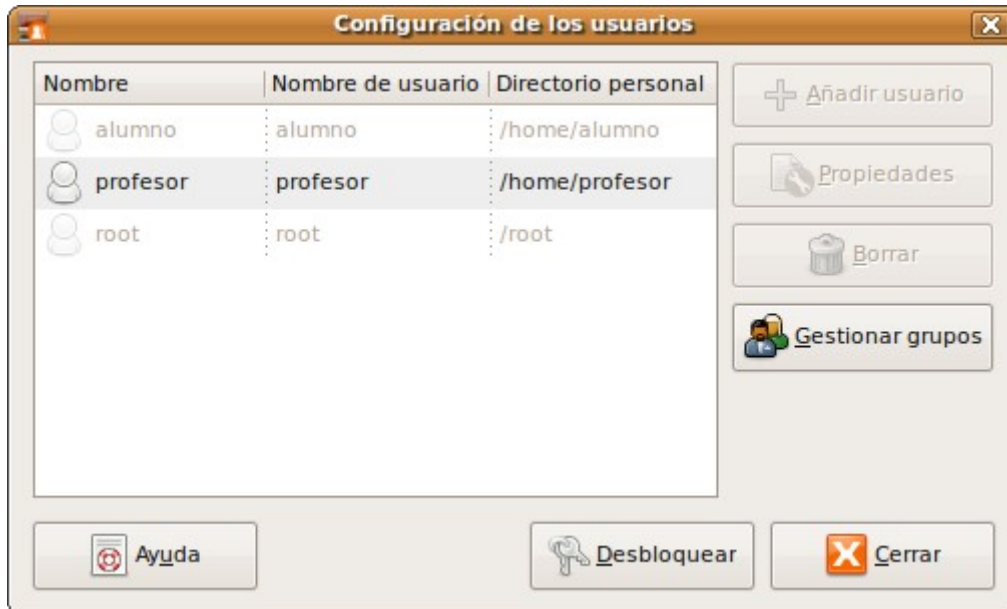 Configuración de los usuarios
Nombre Nombre de usuario Directorio personal
alumno alumno /home/alumno
profesor profesor /home/profesor
root root /root
Añadir usuario
Propiedades
Borrar
Gestionar grupos
Ayuda Desbloquear Cerrar